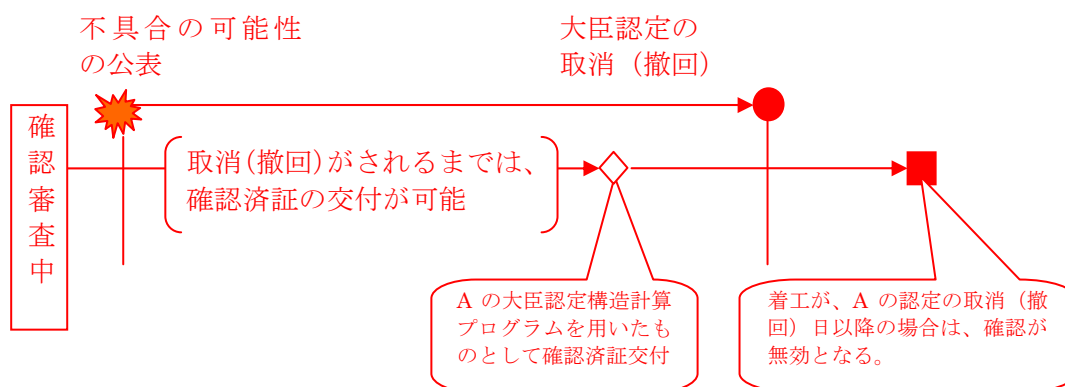 不具合の可能性
の公表
大臣認定の
取消（撤回）
確認審査中
取消(撤回)がされるまでは、
確認済証の交付が可能
A の大臣認定構造計算
プログラムを用いたも
のとして確認済証交付
着工が、A の認定の取消（撤
回）日以降の場合は、確認が
無効となる。